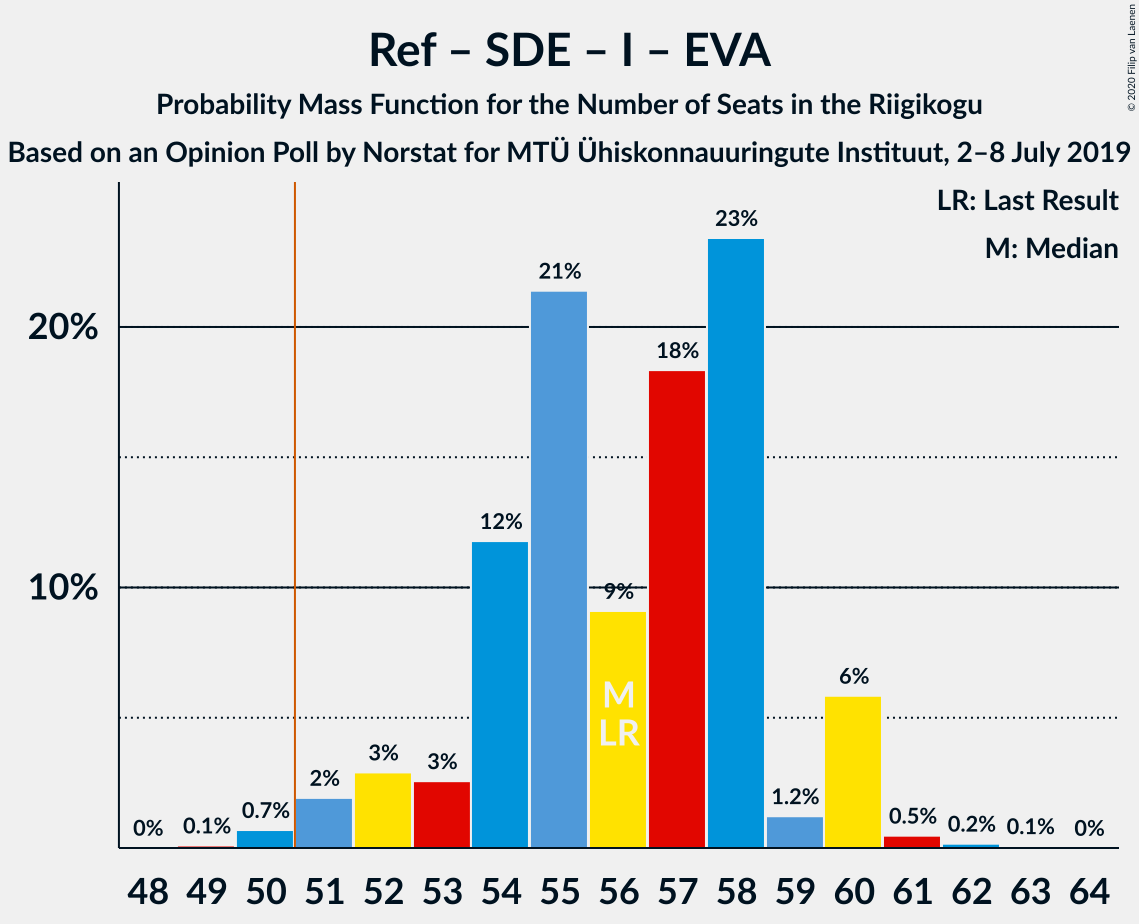 Ref – SDE – I – EVA
Probability Mass Function for the Number of Seats in the Riigikogu
Based on an Opinion Poll by Norstat for MTÜ Ühiskonnauuringute Instituut, 2–8 July 2019
© 2020 Filip van Laenen
LR: Last Result
M: Median
20%
10%
0%
0.1%
0.7%
2%
3%
3%
12%
21%
9%
18%
23%
1.2%
6%
0.5%
0.2%
0.1%
0%
M
LR
48 49 50 51 52 53 54 55 56 57 58 59 60 61 62 63 64